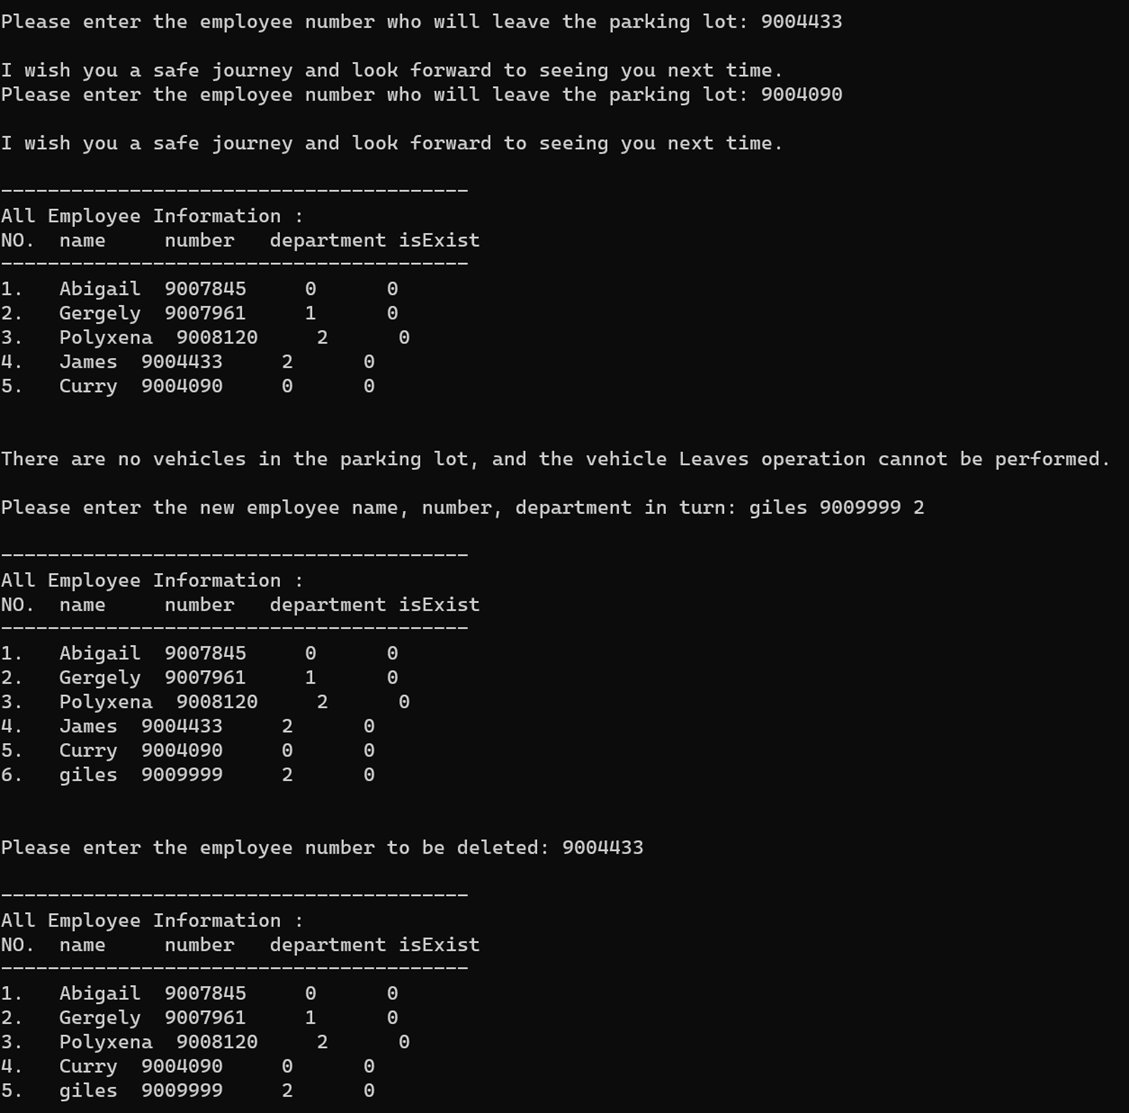 Please enter the employee number who will leave the parking lot: 9004433
I wish you a safe journey and look forward to seeing you next time.
Please enter the employee number who will leave the parking lot: 9004090
I wish you a safe journey and look forward to seeing you next time.
----------------------------------------
All Employee Information :
NO.  name     number   department isExist
----------------------------------------
1.   Abigail  9007845     0      0
2.   Gergely  9007961     1      0
3.   Polyxena  9008120     2      0
4.   James  9004433     2      0
5.   Curry  9004090     0      0
There are no vehicles in the parking lot, and the vehicle Leaves operation cannot be performed.
Please enter the new employee name, number, department in turn: giles 9009999 2
----------------------------------------
All Employee Information :
NO.  name     number   department isExist
----------------------------------------
1.   Abigail  9007845     0      0
2.   Gergely  9007961     1      0
3.   Polyxena  9008120     2      0
4.   James  9004433     2      0
5.   Curry  9004090     0      0
6.   giles  9009999     2      0
Please enter the employee number to be deleted: 9004433
----------------------------------------
All Employee Information :
NO.  name     number   department isExist
----------------------------------------
1.   Abigail  9007845     0      0
2.   Gergely  9007961     1      0
3.   Polyxena  9008120     2      0
4.   Curry  9004090     0      0
5.   giles  9009999     2      0